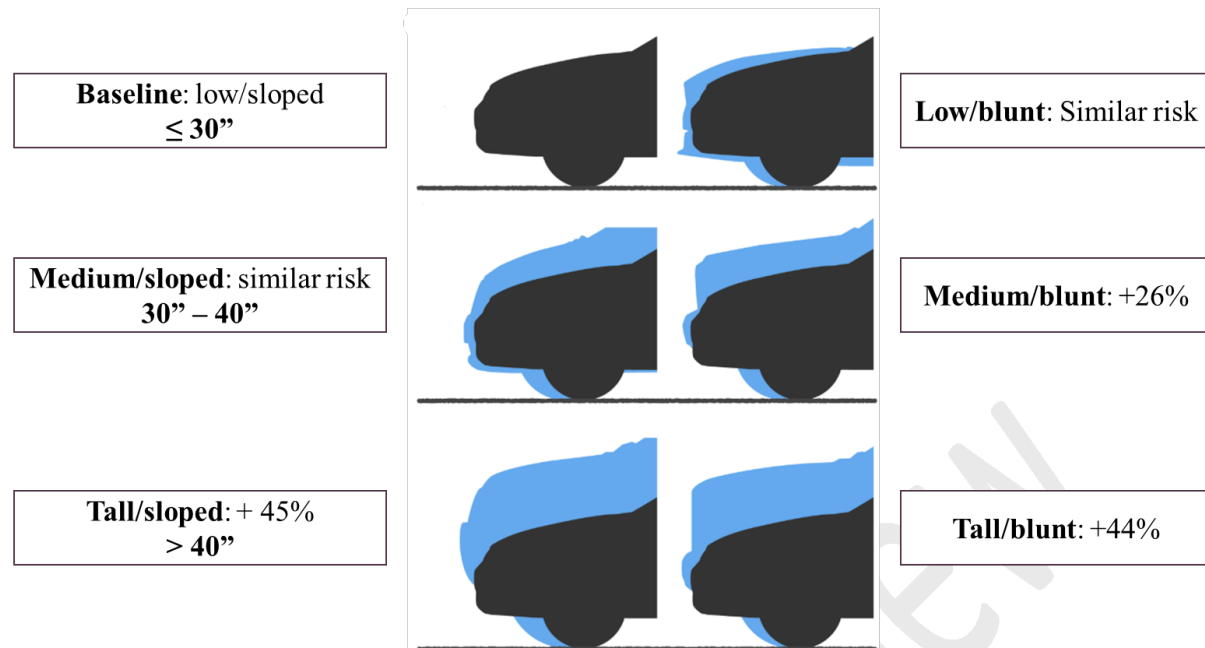 Baseline: low/sloped
≤ 30”
Low/blunt: Similar risk
Medium/sloped: similar risk
30” – 40”
Medium/blunt: +26%
Tall/sloped: + 45%
> 40”
Tall/blunt: +44%
ew